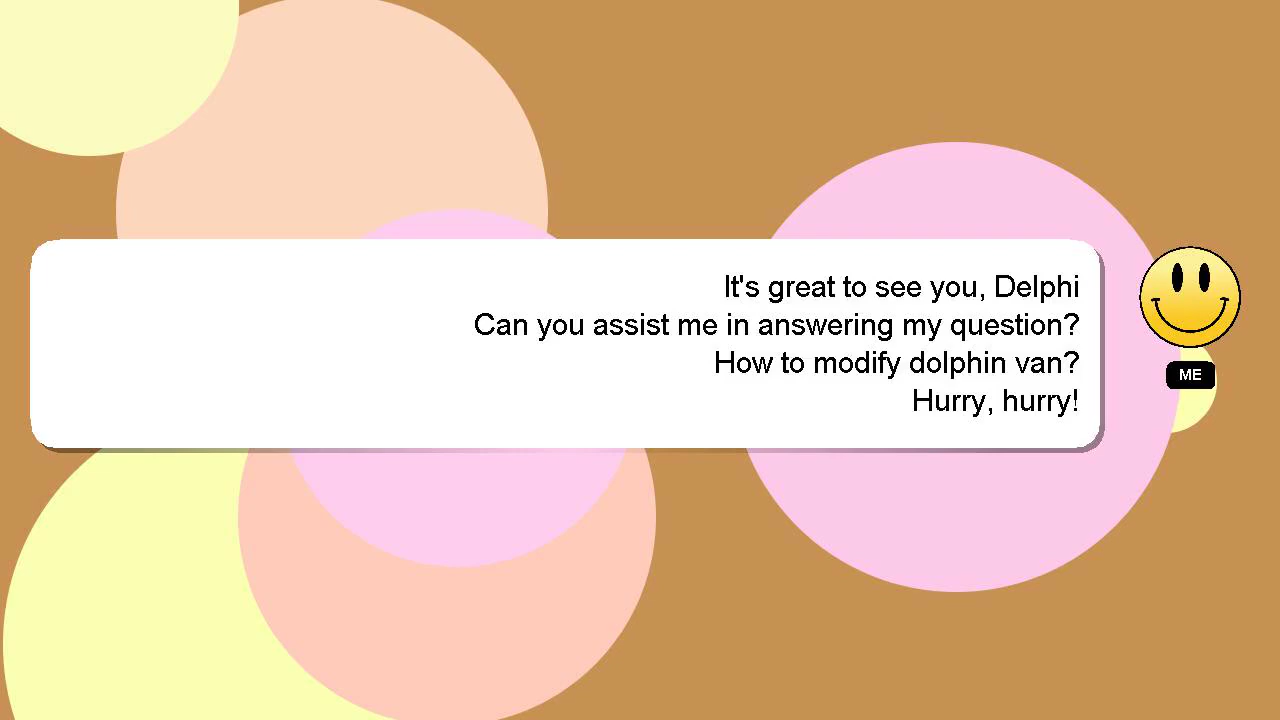 It's great to see you, Delphi
Can you assist me in answering my question?
How to modify dolphin van?
Hurry, hurry!
ME